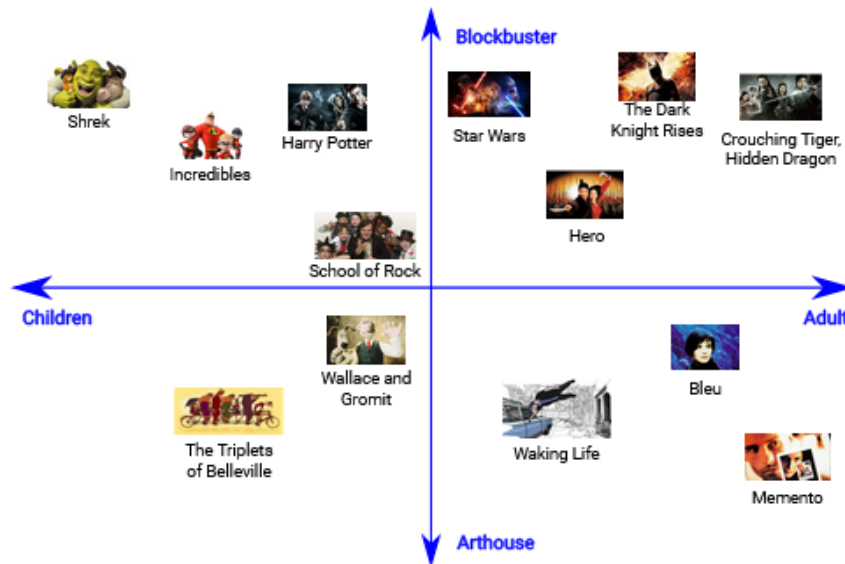 Blockbuster
Shrek
Incredibles
Harry Potter
Star Wars
The Dark
Knight Rises
Crouching Tiger,
Hidden Dragon
School of Rock
Hero
Children
Adult
Wallace and
Gromit
The Triplets
of Belleville
Waking Life
Bleu
Memento
Arthouse